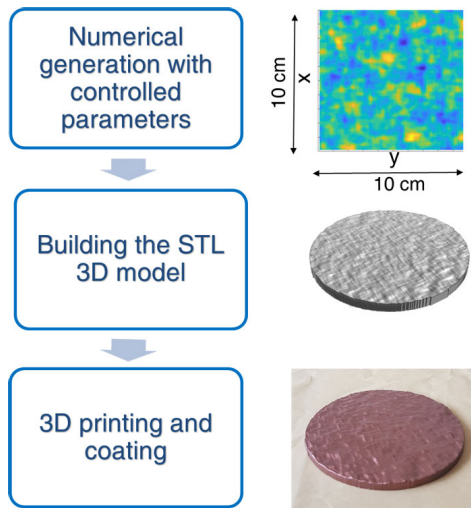 Numerical
generation with
controlled
parameters
10 cm
x
y
10 cm
Building the STL
3D model
3D printing and
coating